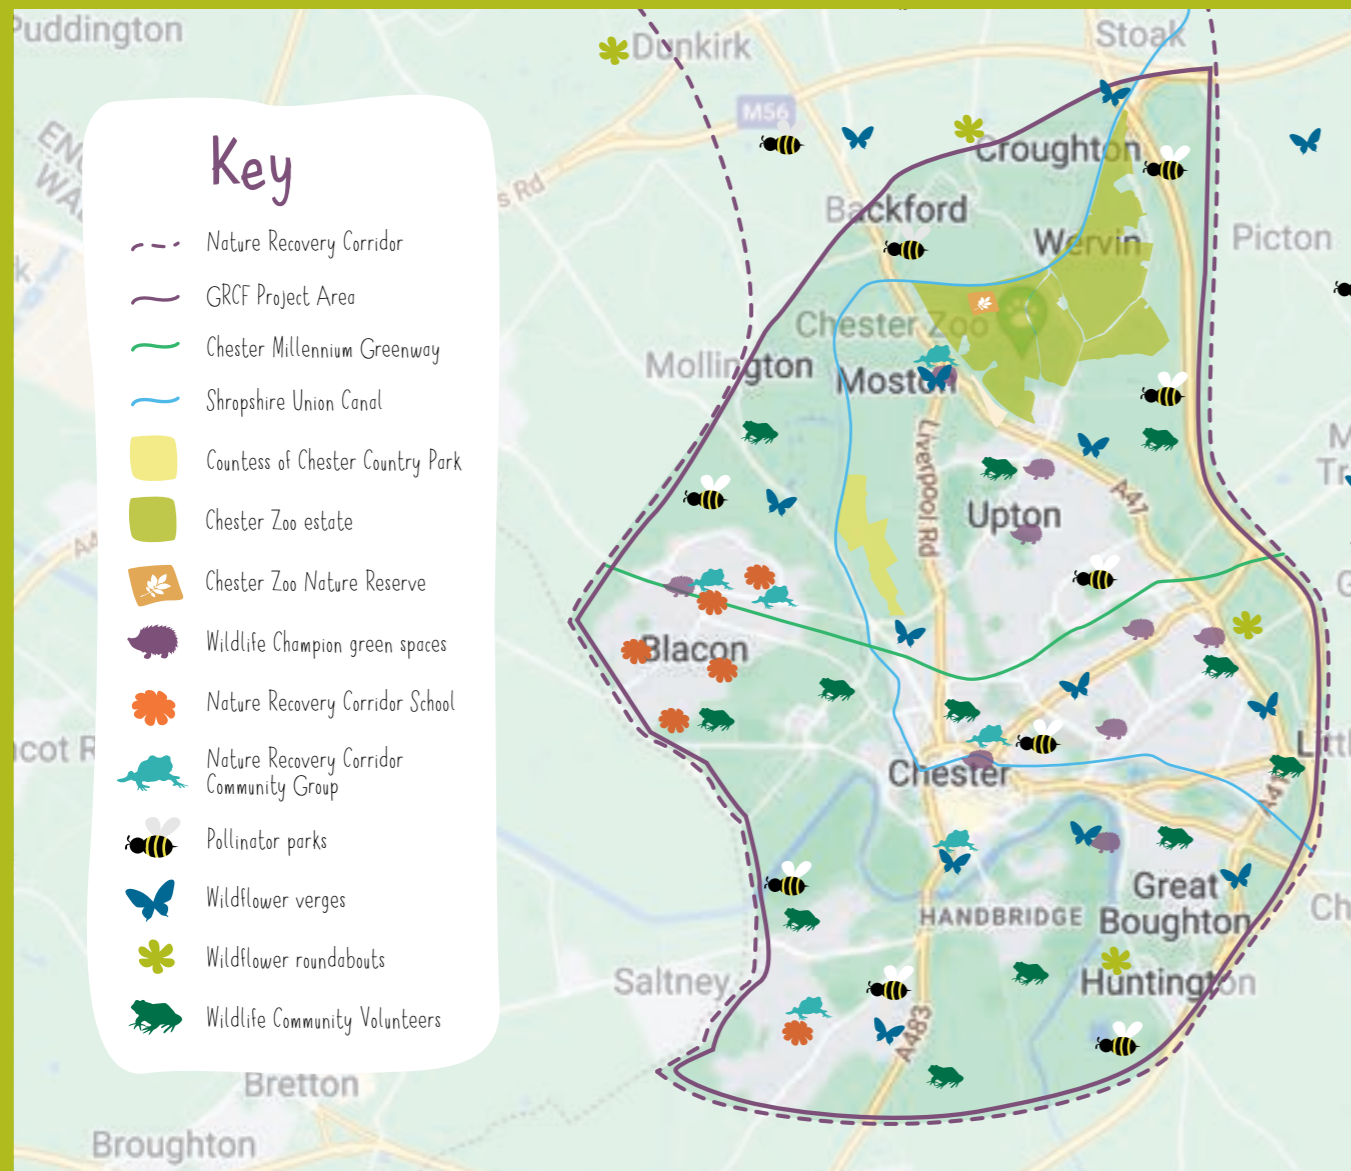 Puddington
Dunkirk
Stoak
M56
Key
Croughton
s Rd
Backford
Wervin
Picton
Nature Recovery Corridor
GRCF Project Area
Chester Zoo
Chester Millennium Greenway
Mollington
Moston
Shropshire Union Canal
Liverpool Rd
Countess of Chester Country Park
A41
Upton
Chester Zoo estate
Chester Zoo Nature Reserve
Wildlife Champion green spaces
Blacon
Nature Recovery Corridor School
Nature Recovery Corridor
Community Group
Chester
Pollinator parks
Wildflower verges
Great
Boughton
HANDBRIDGE
Wildflower roundabouts
Saltney
Huntington
Wildlife Community Volunteers
A483
Bretton
Broughton